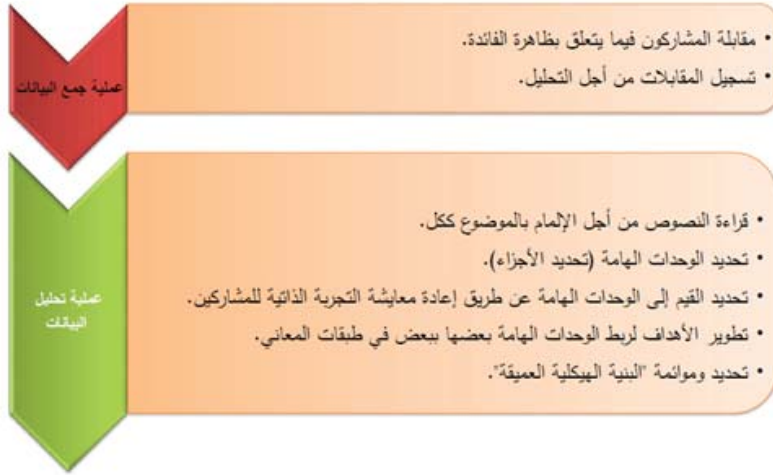 عملية جمع البيانات
• مقابلة المشاركون فيما يتعلق بظاهرة الفائدة.
• تسجيل المقابلات من أجل التحليل.
عملية تحليل
البيانات
• قراءة النصوص من أجل الإلمام بالموضوع ككل.
• تحديد الوحدات الهامة (تحديد الأجزاء).
• تحديد القيم إلى الوحدات الهامة عن طريق إعادة معايشة التجربة الذاتية للمشاركين.
• تطوير الأهداف لربط الوحدات الهامة بعضها ببعض في طبقات المعاني.
• تحديد وموائمة "البنية الهيكلية العميقة".